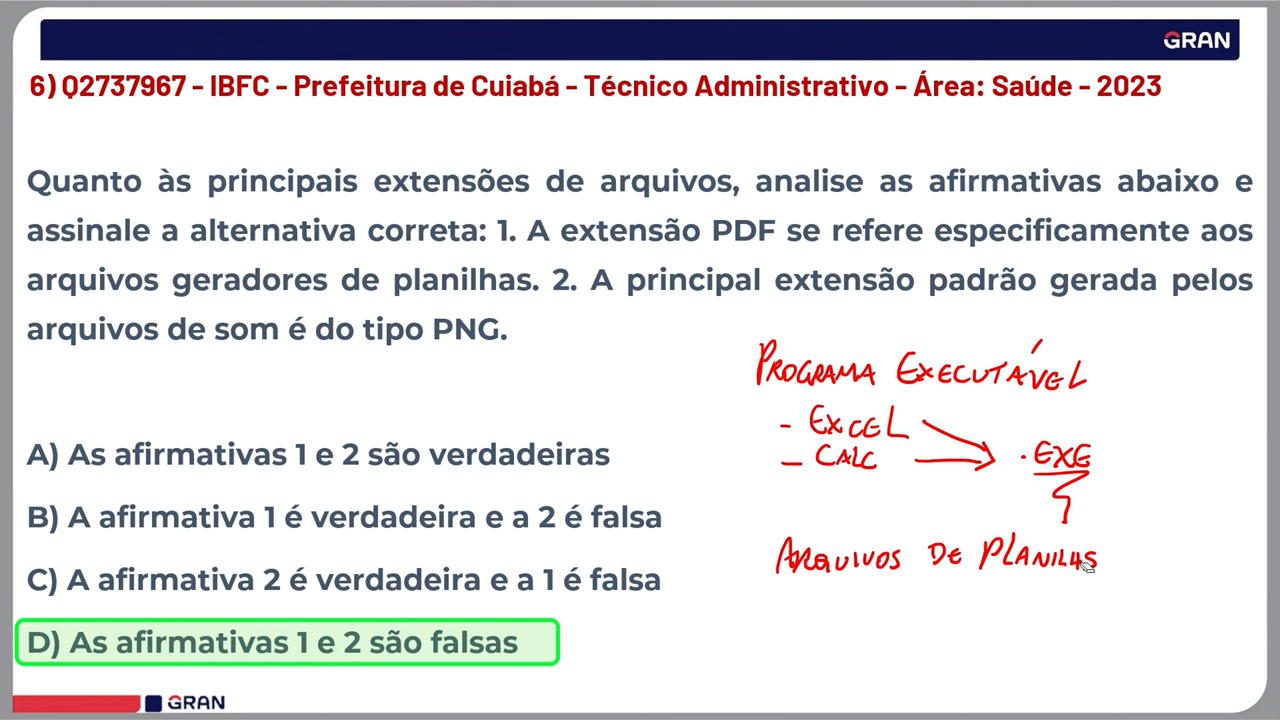 GRAN
6) Q2737967 - IBFC - Prefeitura de Cuiabá - Técnico Administrativo - Área: Saúde - 2023
Quanto às principais extensões de arquivos, analise as afirmativas abaixo e
assinale a alternativa correta: 1. A extensão PDF se refere especificamente aos
arquivos geradores de planilhas. 2. A principal extensão padrão gerada pelos
arquivos de som é do tipo PNG.
PROGRAMA EXECUTÁVEL
- EXCEL
- CALC
.EXE
ARQUIVOS DE PLANILHS
A) As afirmativas 1 e 2 são verdadeiras
B) A afirmativa 1 é verdadeira e a 2 é falsa
C) A afirmativa 2 é verdadeira e a 1 é falsa
D) As afirmativas 1 e 2 são falsas
GRAN